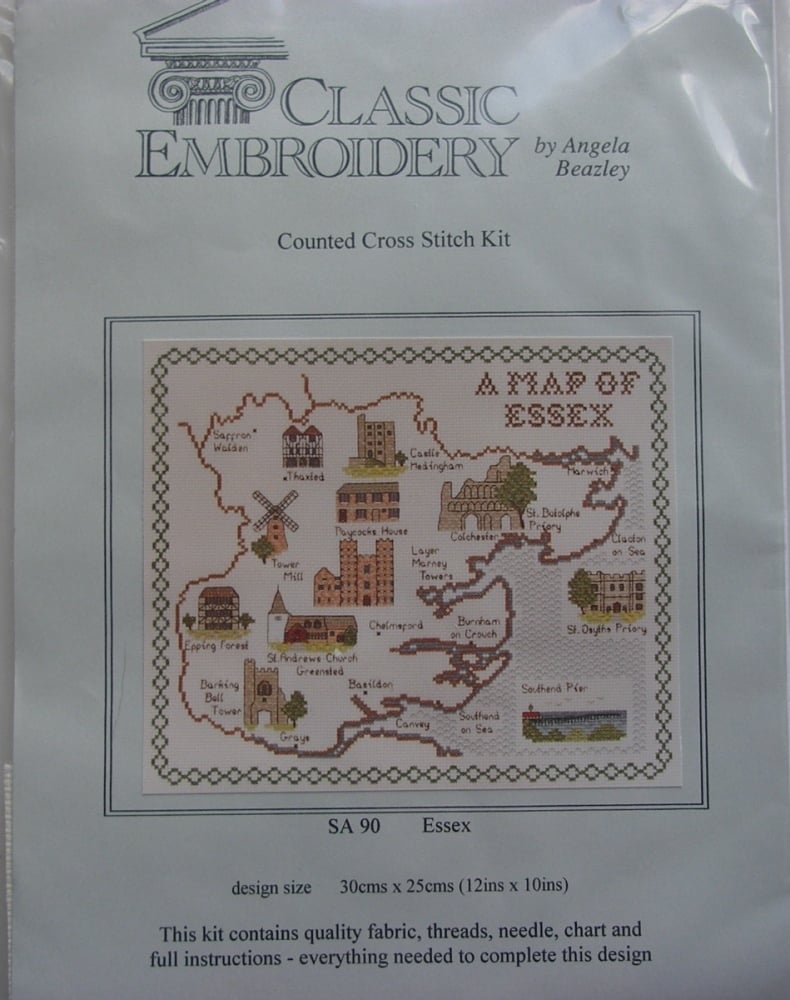 CLASSIC
EMBROIDERY
by Angela
Beazley
Counted Cross Stitch Kit
A MAP OF
ESSEX
Saffron
Walden
Thaxted
Castle
Hedingham
Harwich
Paycocks House
St. Botolphs
Priory
Colchester
Clacton
on Sea
Tower
Mill
Layer
Marney
Towers
Epping Forest
St. Andrews Church
Greensted
Chelmsford
Burnham
on Crouch
St. Osyths Priory
Barking
Bell
Tower
Basildon
Southend Pier
Grays
Canvey
Southend
on Sea
SA 90 Essex
design size 30cms x 25cms (12ins x 10ins)
This kit contains quality fabric, threads, needle, chart and
full instructions - everything needed to complete this design